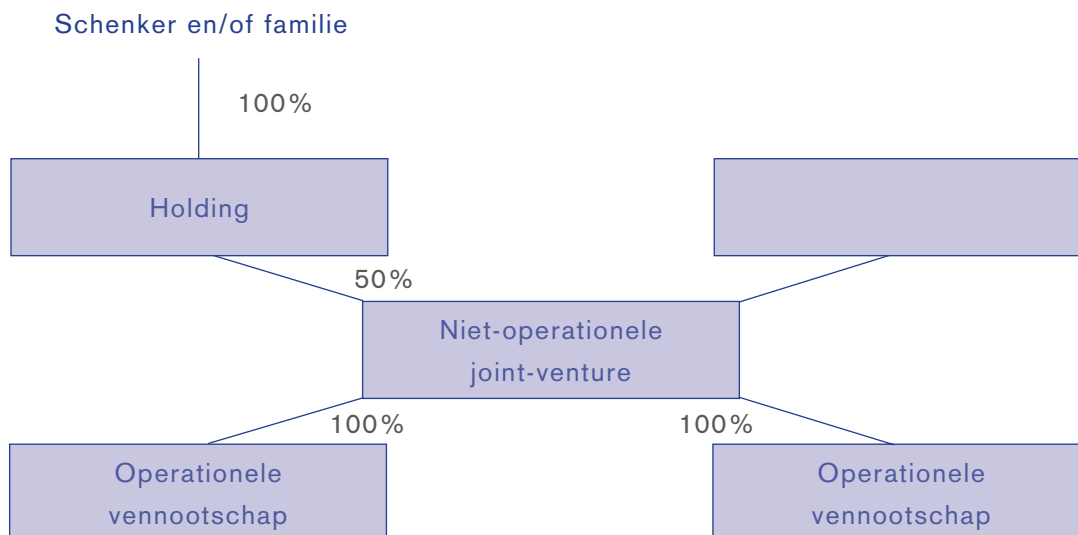 Schenker en/of familie
100%
Holding
50%
Niet-operationele
joint-venture
100%
100%
Operationele
vennootschap
Operationele
vennootschap